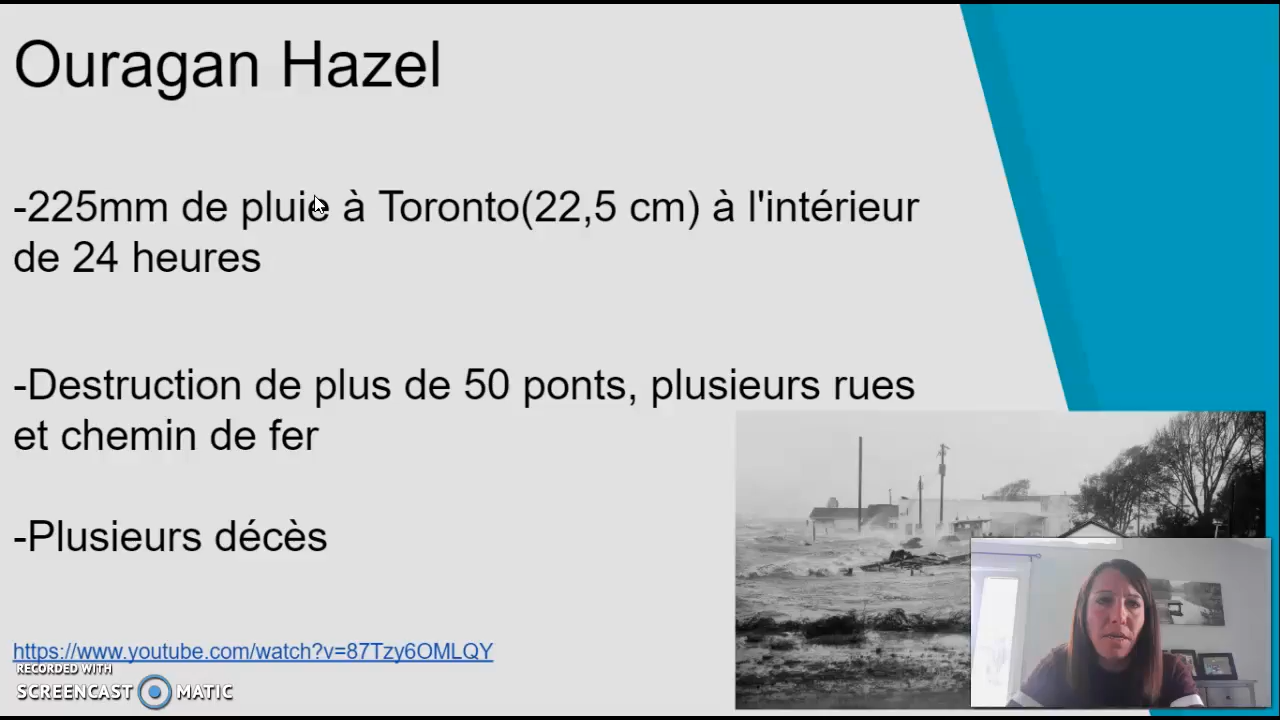 Ouragan Hazel
-225mm de pluie à Toronto(22,5 cm) à l'intérieur
de 24 heures
-Destruction de plus de 50 ponts, plusieurs rues
et chemin de fer
-Plusieurs décès
https://www.youtube.com/watch?v=87Tzy6OMLQY
RECORDED WITH
SCREENCAST MATIC